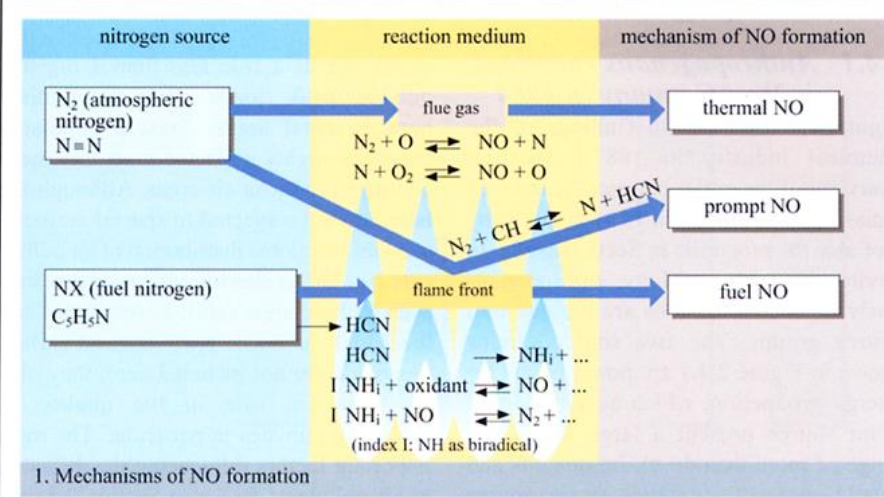 nitrogen source
reaction medium
mechanism of NO formation
N₂ (atmospheric
nitrogen)
N≡N
flue gas
thermal NO
N₂ + O ⇌ NO + N
N + O₂ ⇌ NO + O
N₂ + CH ⇌ N + HCN
prompt NO
NX (fuel nitrogen)
C₅H₅N
flame front
fuel NO
→ HCN
HCN → NHᵢ + ...
I NHᵢ + oxidant ⇌ NO + ...
I NHᵢ + NO ⇌ N₂ + ...
(index I: NH as biradical)
1. Mechanisms of NO formation